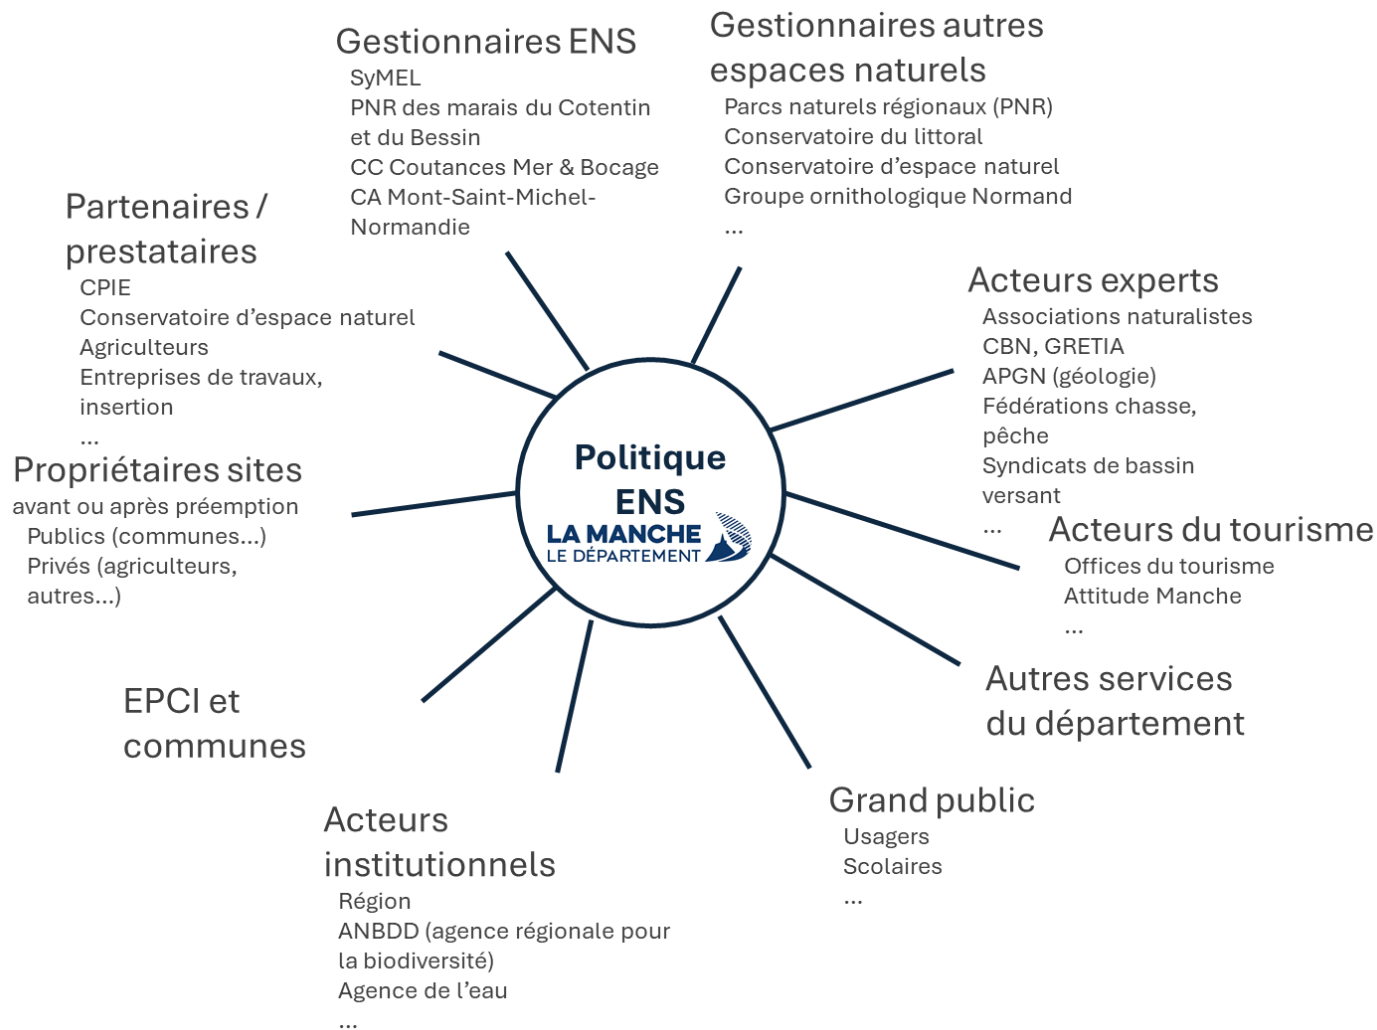 Gestionnaires ENS
SyMEL
PNR des marais du Cotentin
et du Bessin
CC Coutances Mer & Bocage
CA Mont-Saint-Michel-
Normandie
Gestionnaires autres
espaces naturels
Parcs naturels régionaux (PNR)
Conservatoire du littoral
Conservatoire d’espace naturel
Groupe ornithologique Normand
...
Partenaires /
prestataires
CPIE
Conservatoire d’espace naturel
Agriculteurs
Entreprises de travaux,
insertion
...
Acteurs experts
Associations naturalistes
CBN, GRETIA
APGN (géologie)
Fédérations chasse,
pêche
Syndicats de bassin
versant
...
Politique
ENS
LA MANCHE
LE DÉPARTEMENT
Propriétaires sites
avant ou après préemption
Publics (communes...)
Privés (agriculteurs,
autres...)
Acteurs du tourisme
Offices du tourisme
Attitude Manche
...
EPCI et
communes
Autres services
du département
Acteurs
institutionnels
Région
ANBDD (agence régionale pour
la biodiversité)
Agence de l’eau
...
Grand public
Usagers
Scolaires
...